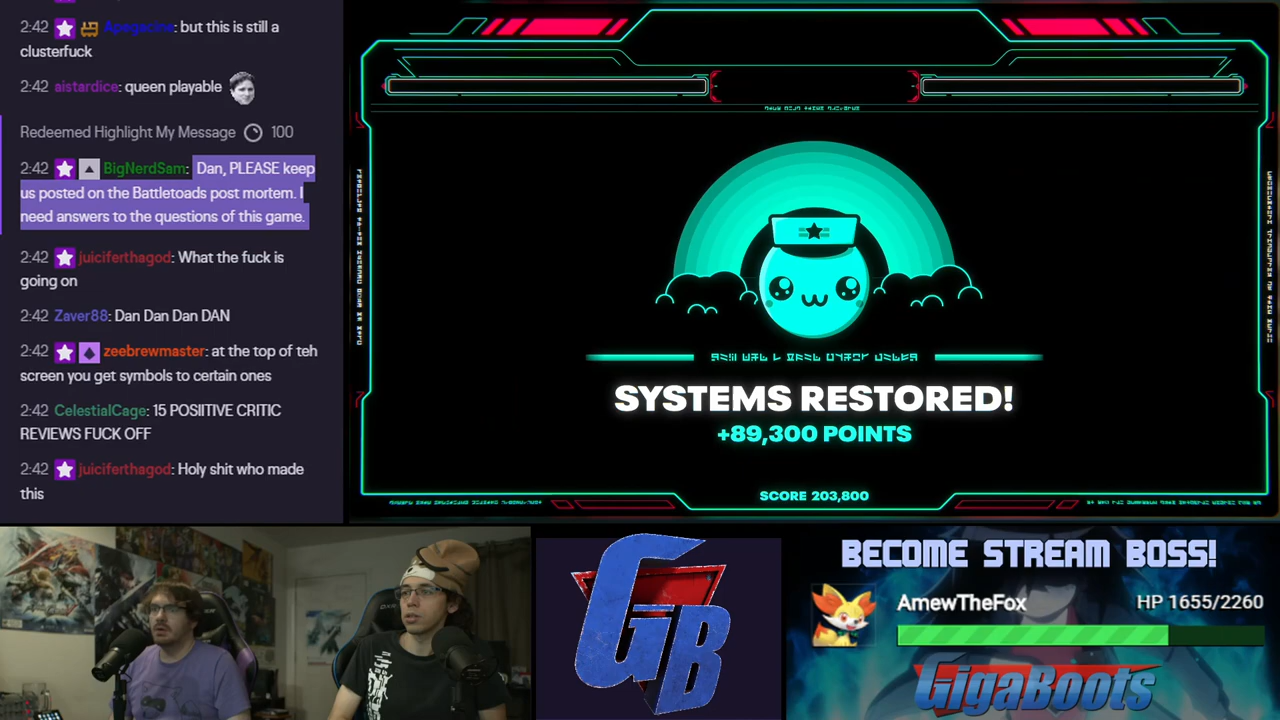 2:42 Apegacine: but this is still a
clusterfuck
2:42 aistardice: queen playable
Redeemed Highlight My Message 100
2:42 BigNerdSam: Dan, PLEASE keep
us posted on the Battletoads post mortem. I
need answers to the questions of this game.
2:42 juiciferthagod: What the fuck is
going on
2:42 Zaver88: Dan Dan Dan DAN
2:42 zeebrewmaster: at the top of teh
screen you get symbols to certain ones
2:42 CelestialCage: 15 POSIITIVE CRITIC
REVIEWS FUCK OFF
2:42 juiciferthagod: Holy shit who made
this
SYSTEMS RESTORED!
+89,300 POINTS
SCORE 203,800
GB
BECOME STREAM BOSS!
AmewTheFox HP 1655/2260
GIGABOOTS